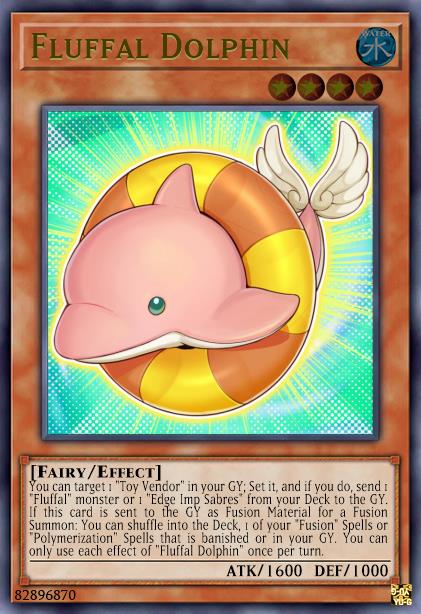 FLUFFAL DOLPHIN
WATER
水
[FAIRY/EFFECT]
You can target 1 "Toy Vendor" in your GY; Set it, and if you do, send 1
"Fluffal" monster or 1 "Edge Imp Sabres" from your Deck to the GY.
If this card is sent to the GY as Fusion Material for a Fusion
Summon: You can shuffle into the Deck, 1 of your "Fusion" Spells or
"Polymerization" Spells that is banished or in your GY. You can
only use each effect of "Fluffal Dolphin" once per turn.
ATK/1600 DEF/1000
82896870